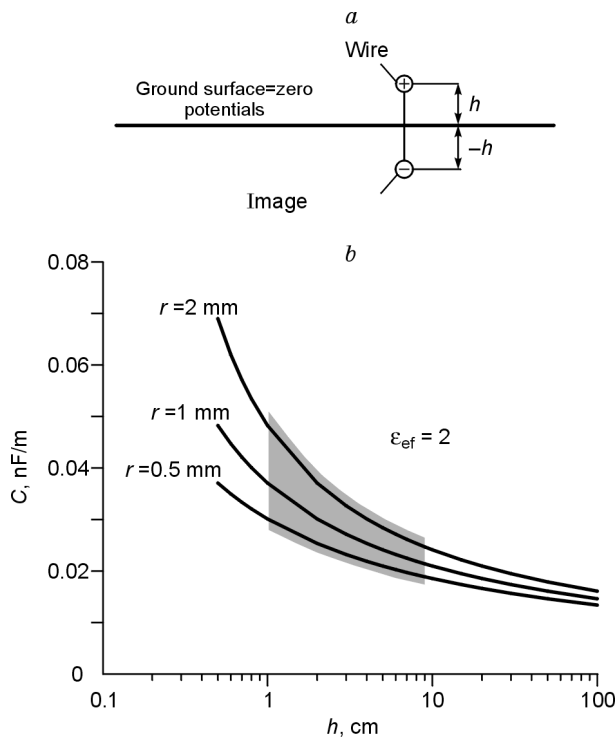 a
Wire
Ground surface=zero
potentials
h
–h
Image
b
0.08
r =2 mm
0.06
r=1 mm
ε_ef = 2
r=0.5 mm
0.04
C, nF/m
0.02
0
0.1
1
10
100
h, cm